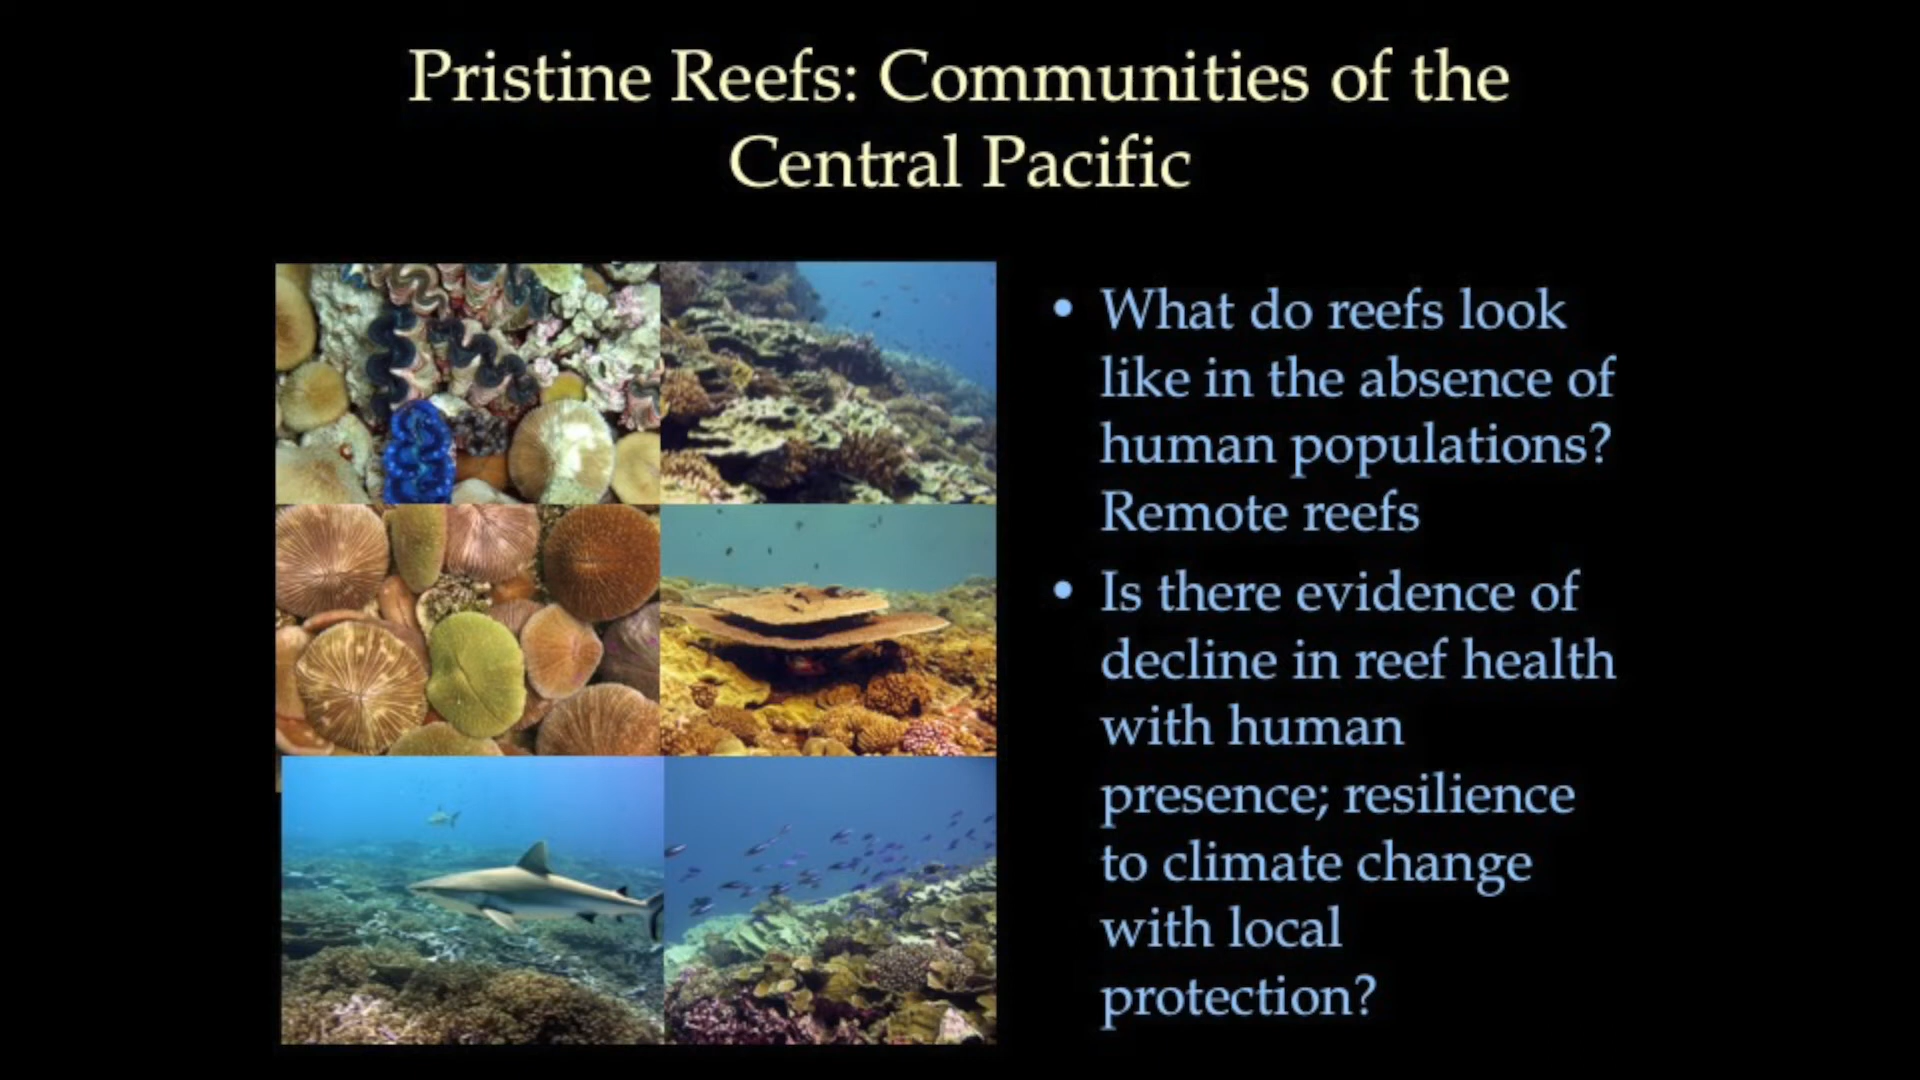 Pristine Reefs: Communities of the
Central Pacific
• What do reefs look
like in the absence of
human populations?
Remote reefs
• Is there evidence of
decline in reef health
with human
presence; resilience
to climate change
with local
protection?